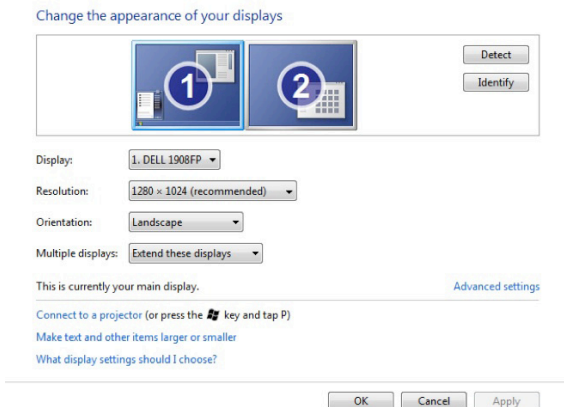 Change the appearance of your displays
1
2
Detect
Identify
Display: 1. DELL 1908FP
Resolution: 1280 × 1024 (recommended)
Orientation: Landscape
Multiple displays: Extend these displays
This is currently your main display. Advanced settings
Connect to a projector (or press the key and tap P)
Make text and other items larger or smaller
What display settings should I choose?
OK Cancel Apply